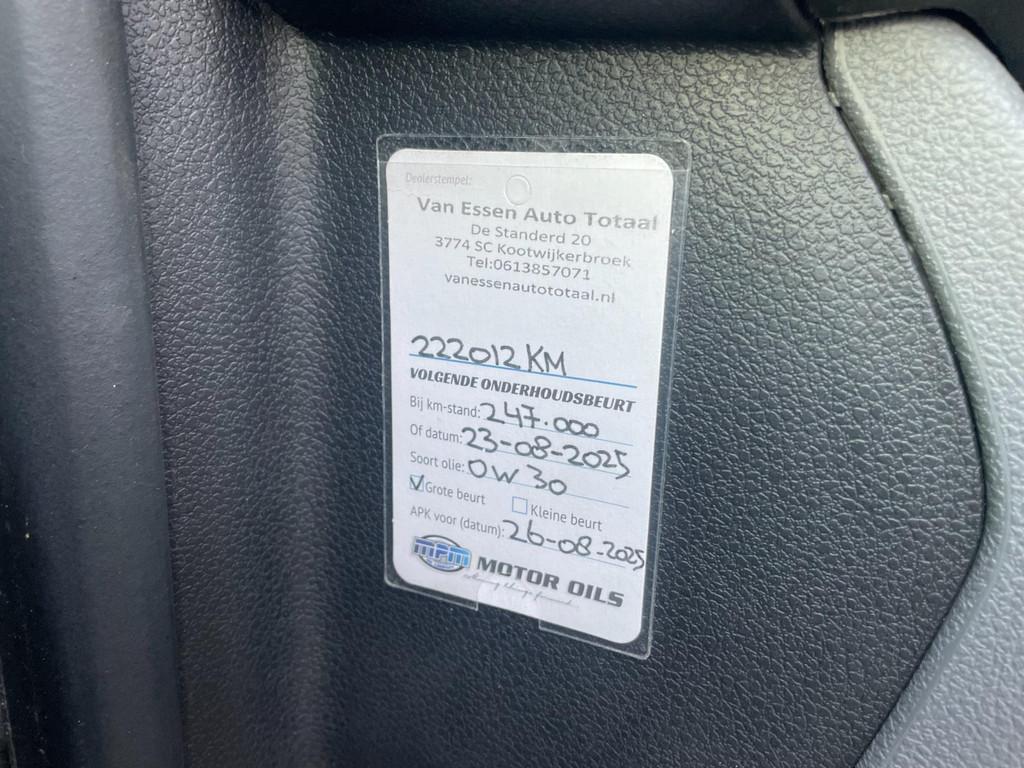 Dealerstempel:
Van Essen Auto Totaal
De Standerd 20
3774 SC Kootwijkerbroek
Tel:0613857071
vanessenautototaal.nl
222012 KM
VOLGENDE ONDERHOUDSBEURT
Bij km-stand: 247.000
Of datum: 23-08-2025
Soort olie: 0W30
Grote beurt Kleine beurt
APK voor (datum): 26-08-2025
MPM MOTOR OILS